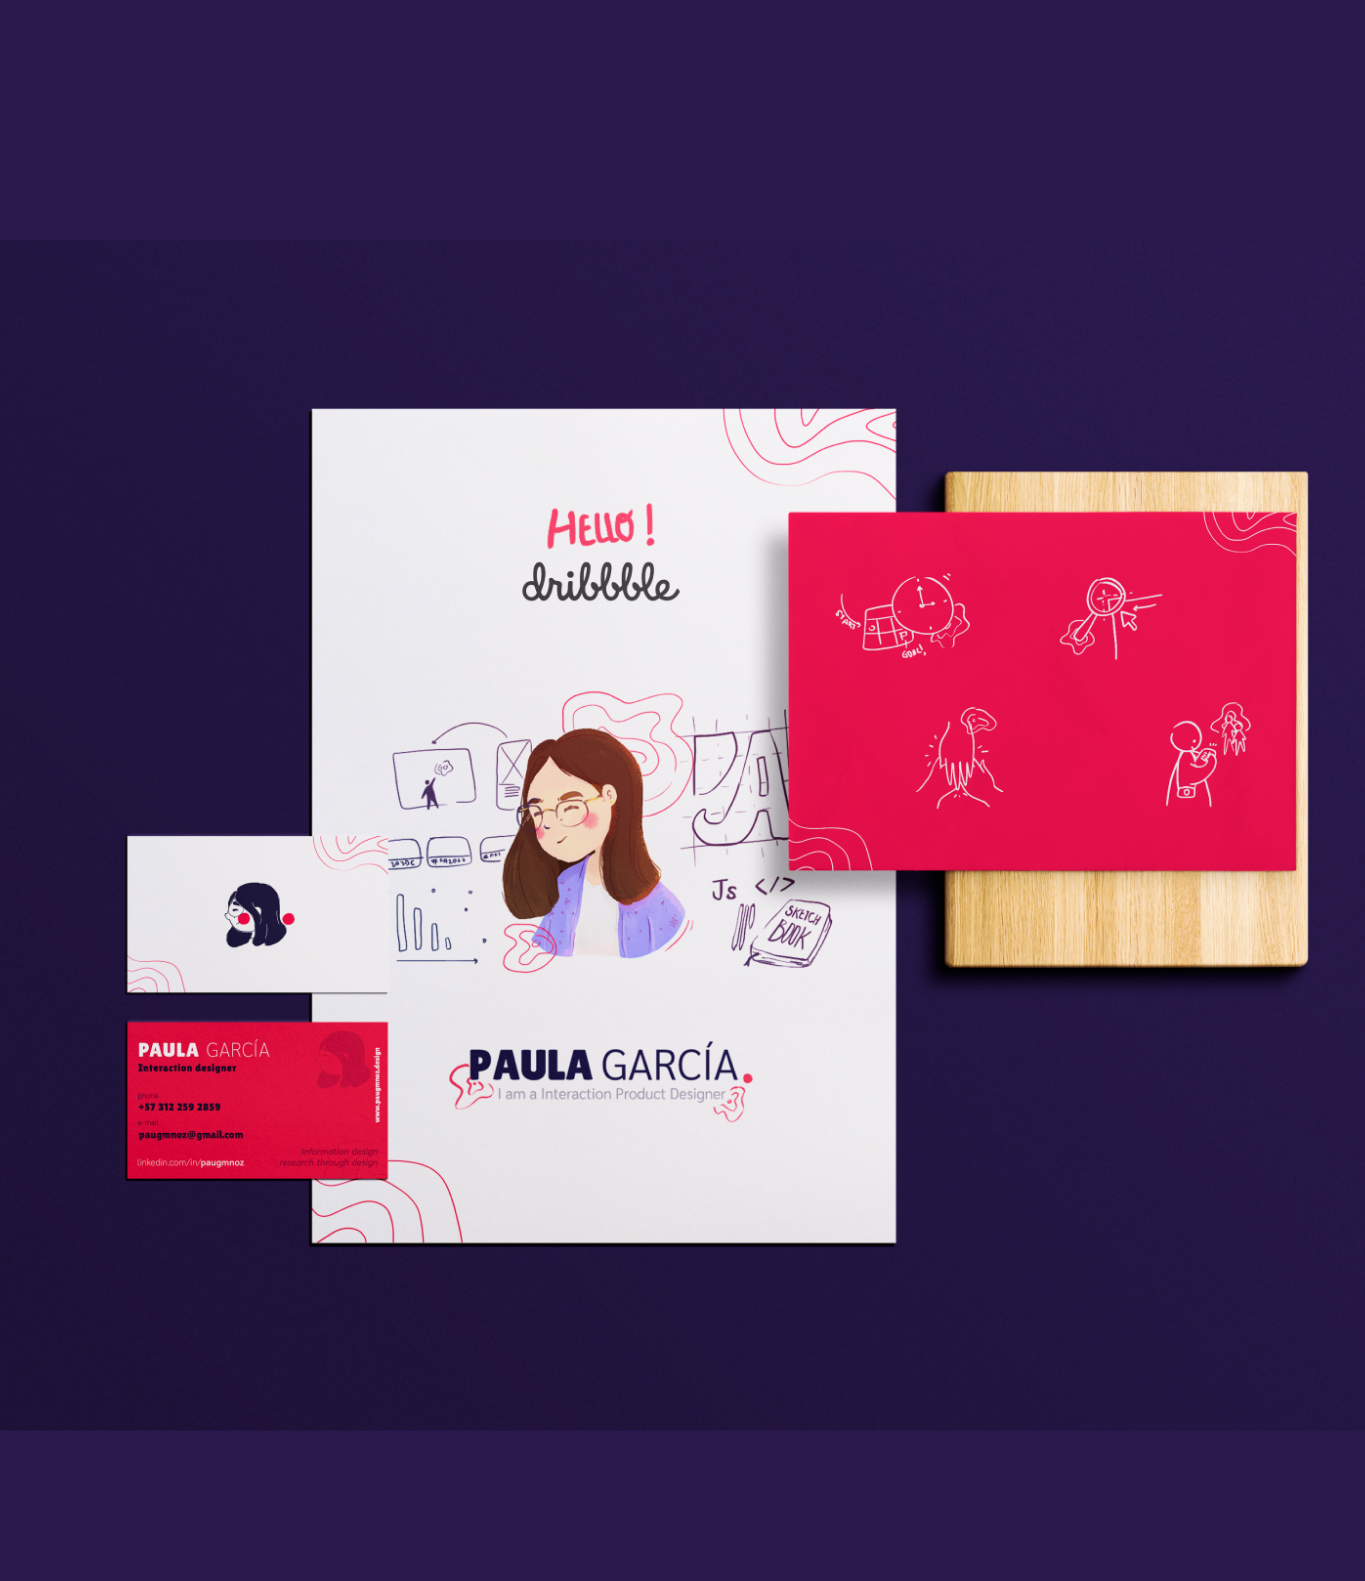 HELLO!
dribbble
START
GOAL!
GO
Js </>
SKETCH
BOOK
PAULA GARCÍA.
I am a Interaction Product Designer
PAULA GARCÍA
Interaction designer
phone
+57 312 259 2859
e-mail
paugmnoz@gmail.com
linkedin.com/in/paugmnoz
www.paugmnoz.design
Information design
research through design